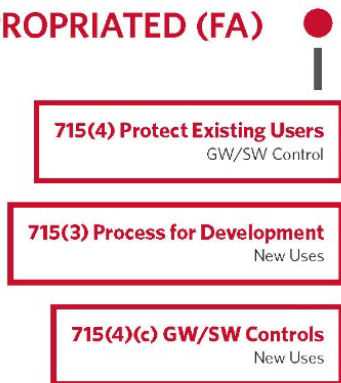 ROPRIATED (FA)
715(4) Protect Existing Users
GW/SW Control
715(3) Process for Development
New Uses
715(4)(c) GW/SW Controls
New Uses